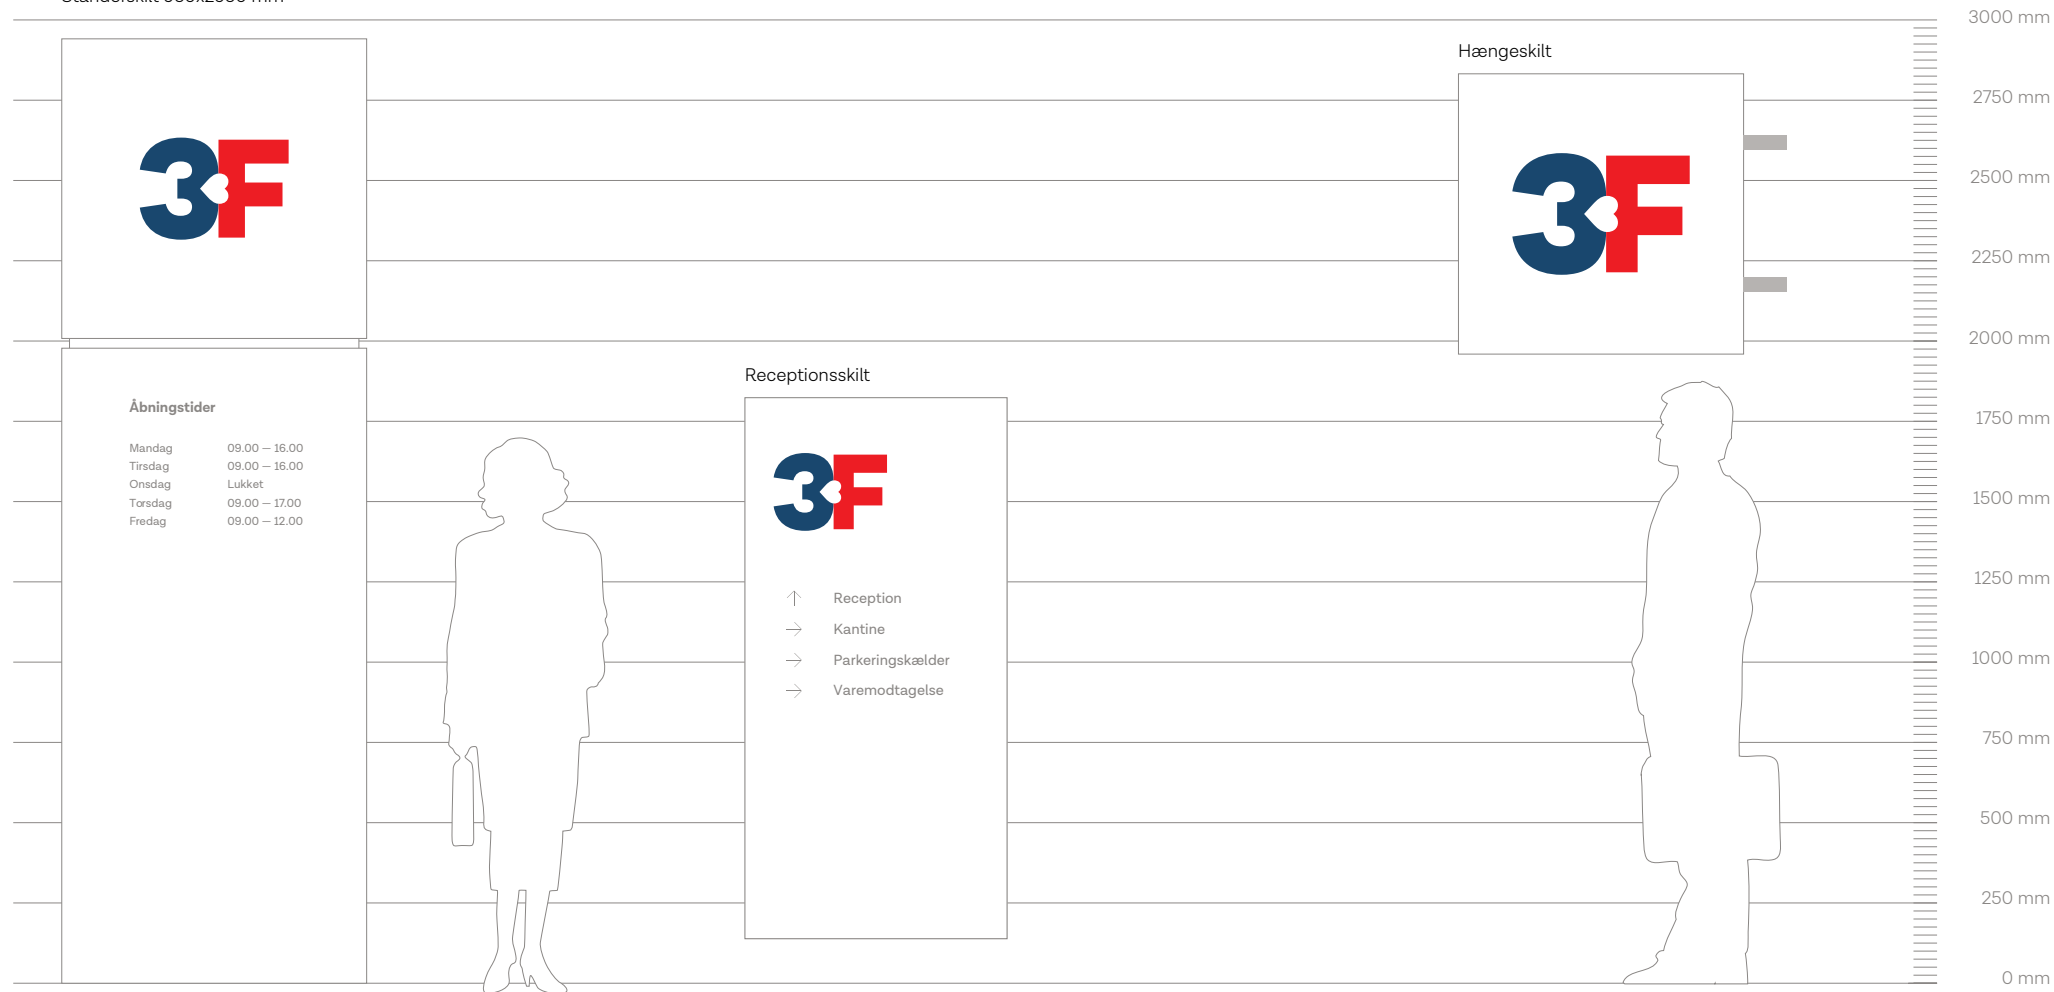 3000 mm
Hængeskilt
2750 mm
3F
3F
2500 mm
2250 mm
2000 mm
Receptionsskilt
Åbningstider
1750 mm
Mandag 09.00 – 16.00
Tirsdag 09.00 – 16.00
Onsdag Lukket
Torsdag 09.00 – 17.00
Fredag 09.00 – 12.00
3F
1500 mm
1250 mm
↑ Reception
→ Kantine
→ Parkeringskælder
→ Varemodtagelse
1000 mm
750 mm
500 mm
250 mm
0 mm